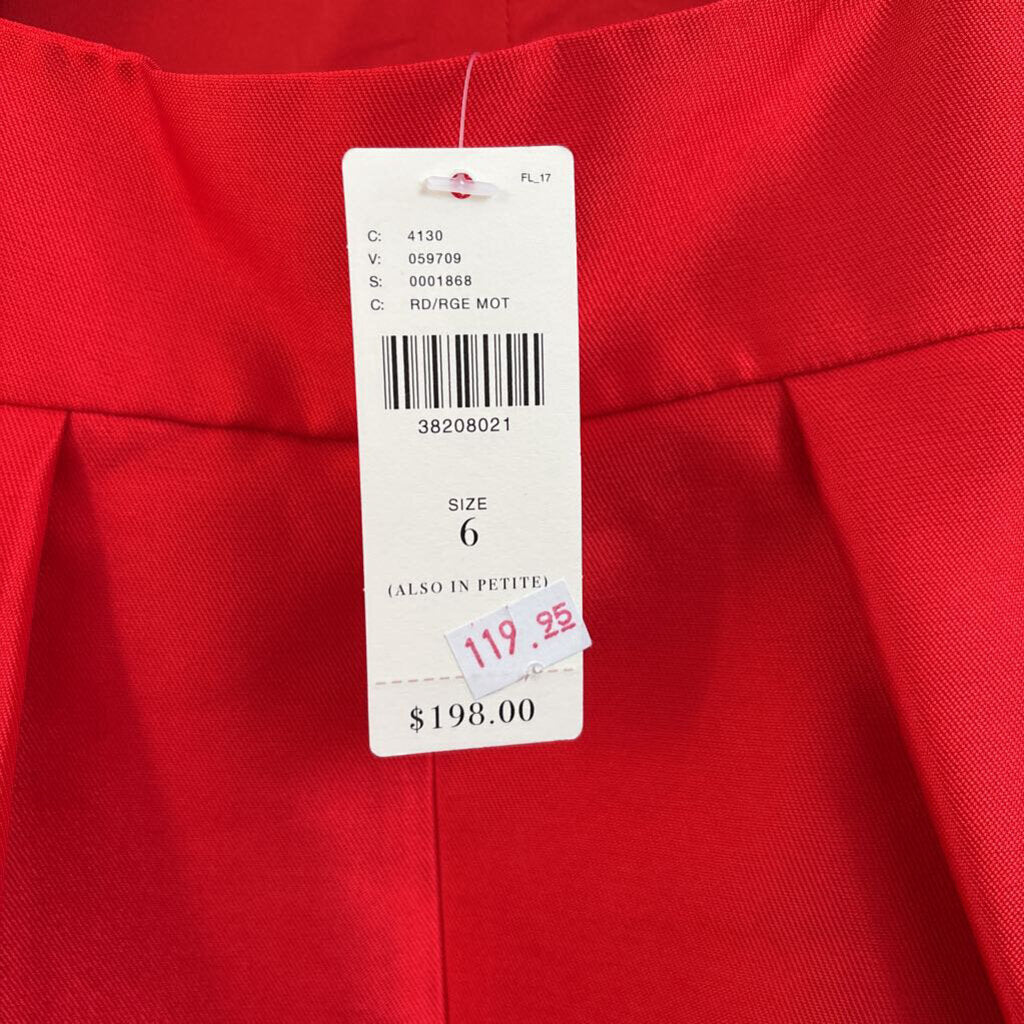 FL_17
C: 4130
V: 059709
S: 0001868
C: RD/RGE MOT
38208021
SIZE
6
(ALSO IN PETITE)
119.95
$198.00